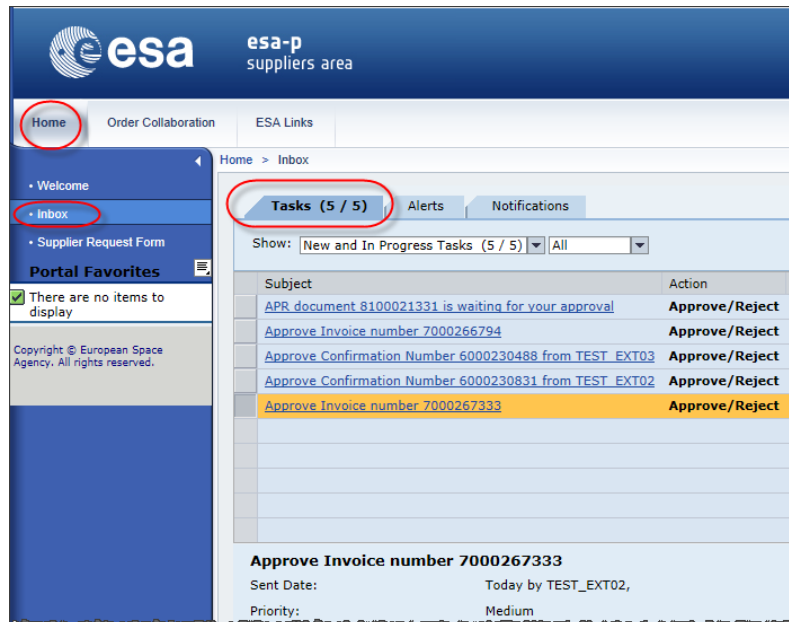 esa
esa-p
suppliers area
Home Order Collaboration ESA Links
Home > Inbox
• Welcome
• Inbox
• Supplier Request Form
Portal Favorites
There are no items to
display
Copyright © European Space
Agency. All rights reserved.
Tasks (5 / 5) Alerts Notifications
Show: New and In Progress Tasks (5 / 5) All
Subject Action
APR document 8100021331 is waiting for your approval Approve/Reject
Approve Invoice number 7000266794 Approve/Reject
Approve Confirmation Number 6000230488 from TEST_EXT03 Approve/Reject
Approve Confirmation Number 6000230831 from TEST_EXT02 Approve/Reject
Approve Invoice number 7000267333 Approve/Reject
Approve Invoice number 7000267333
Sent Date: Today by TEST_EXT02,
Priority: Medium